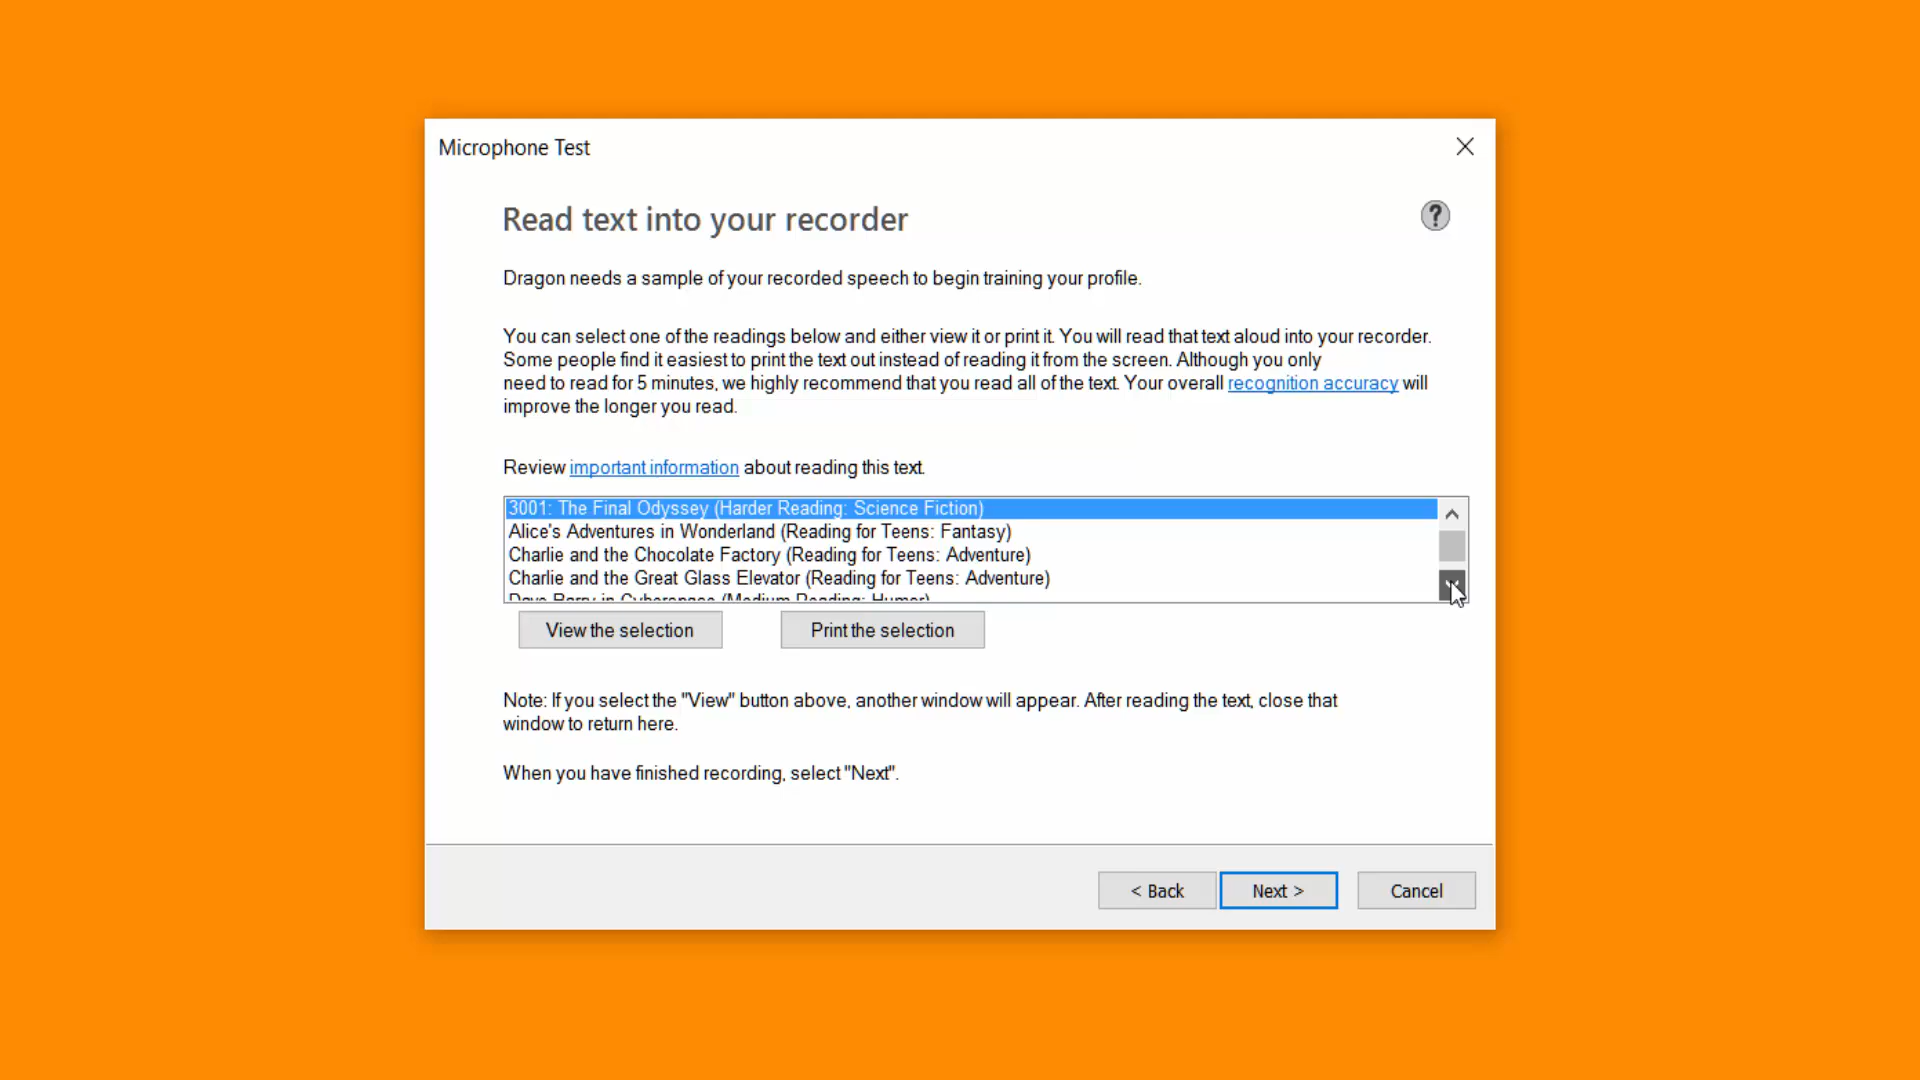 Microphone Test
Read text into your recorder
Dragon needs a sample of your recorded speech to begin training your profile.
You can select one of the readings below and either view it or print it. You will read that text aloud into your recorder.
Some people find it easiest to print the text out instead of reading it from the screen. Although you only
need to read for 5 minutes, we highly recommend that you read all of the text. Your overall recognition accuracy will
improve the longer you read.
Review important information about reading this text.
3001: The Final Odyssey (Harder Reading: Science Fiction)
Alice's Adventures in Wonderland (Reading for Teens: Fantasy)
Charlie and the Chocolate Factory (Reading for Teens: Adventure)
Charlie and the Great Glass Elevator (Reading for Teens: Adventure)
Dave Barry in Cyberspace (Medium Reading: Humor)
View the selection
Print the selection
Note: If you select the "View" button above, another window will appear. After reading the text, close that
window to return here.
When you have finished recording, select "Next".
< Back
Next >
Cancel